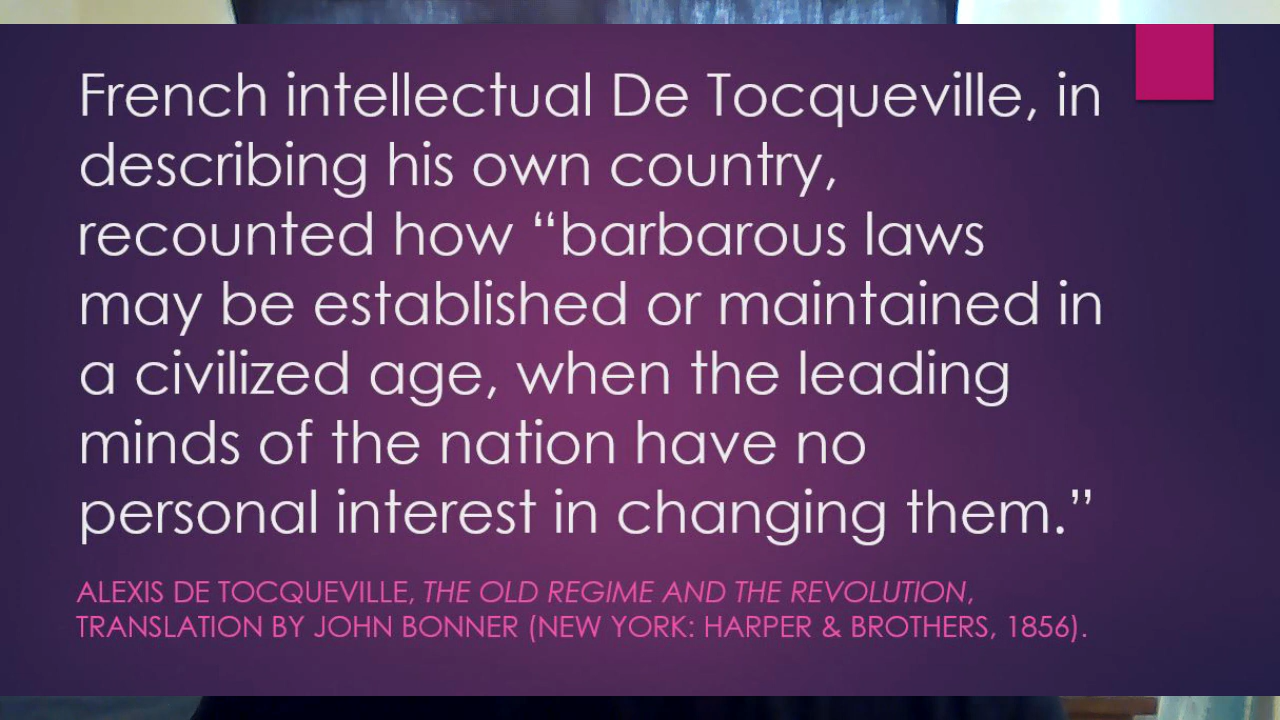 French intellectual De Tocqueville, in
describing his own country,
recounted how “barbarous laws
may be established or maintained in
a civilized age, when the leading
minds of the nation have no
personal interest in changing them.”
ALEXIS DE TOCQUEVILLE, THE OLD REGIME AND THE REVOLUTION,
TRANSLATION BY JOHN BONNER (NEW YORK: HARPER & BROTHERS, 1856).